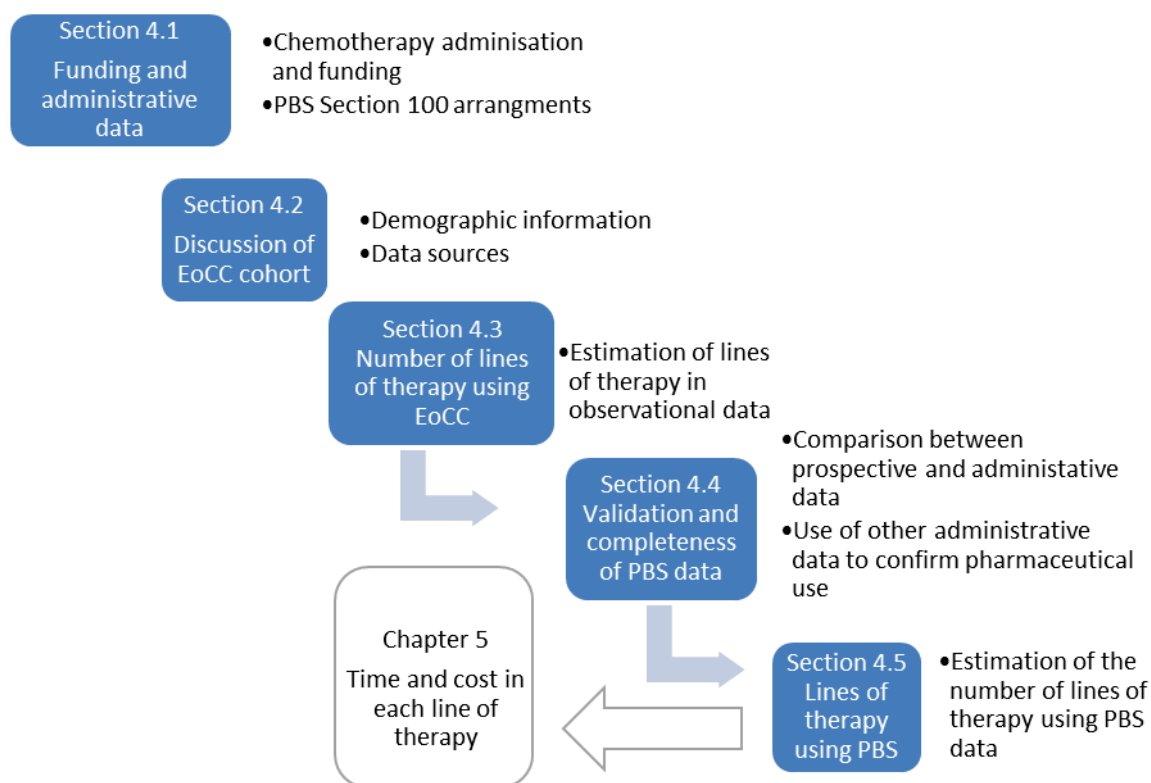 Section 4.1
Funding and
administrative
data
•Chemotherapy adminisation
and funding
•PBS Section 100 arrangments
Section 4.2
Discussion of
EoCC cohort
•Demographic information
•Data sources
Section 4.3
Number of lines
of therapy using
EoCC
•Estimation of lines
of therapy in
observational data
Section 4.4
Validation and
completeness
of PBS data
•Comparison between
prospective and administative
data
•Use of other administrative
data to confirm pharmaceutical
use
Section 4.5
Lines of
therapy
using PBS
•Estimation of the
number of lines of
therapy using PBS
data
Chapter 5
Time and cost in
each line of
therapy